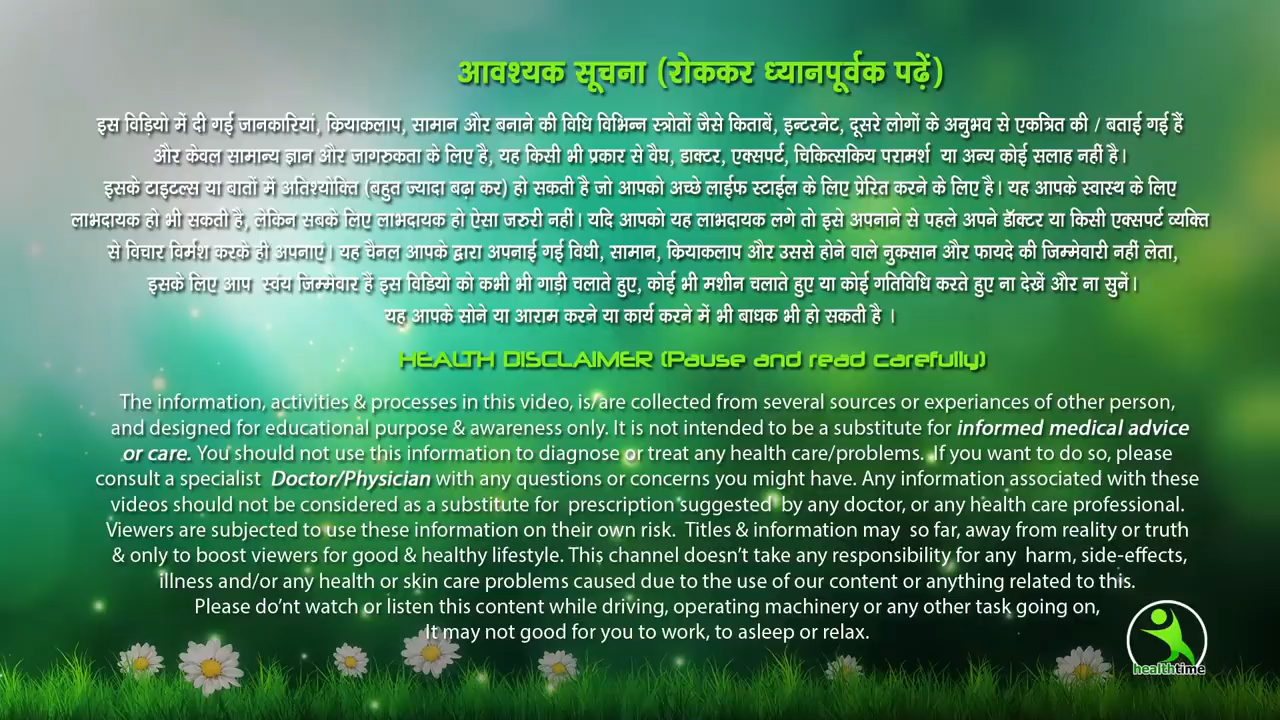 आवश्यक सूचना (रोककर ध्यानपूर्वक पढ़ें)
इस विड़ियो में दी गई जानकारियां, क्रियाकलाप, सामान और बनाने की विधि विभिन्न स्त्रोतों जैसे किताबें, इन्टरनेट, दूसरे लोगों के अनुभव से एकत्रित की / बताई गई हैं
और केवल सामान्य ज्ञान और जागरुकता के लिए है, यह किसी भी प्रकार से वैघ, डाक्टर, एक्सपर्ट, चिकित्सकिय परामर्श या अन्य कोई सलाह नहीं है।
इसके टाइटल्स या बातों में अतिश्योक्ति (बहुत ज्यादा बढ़ा कर) हो सकती है जो आपको अच्छे लाईफ स्टाईल के लिए प्रेरित करने के लिए है। यह आपके स्वास्थ के लिए
लाभदायक हो भी सकती है, लेकिन सबके लिए लाभदायक हो ऐसा जरुरी नहीं। यदि आपको यह लाभदायक लगे तो इसे अपनाने से पहले अपने डॉक्टर या किसी एक्सपर्ट व्यक्ति
से विचार विर्मश करके ही अपनाएं। यह चैनल आपके द्वारा अपनाई गई विधी, सामान, क्रियाकलाप और उससे होने वाले नुकसान और फायदे की जिम्मेवारी नहीं लेता,
इसके लिए आप स्वंय जिम्मेवार हैं इस विडियो को कभी भी गाड़ी चलाते हुए, कोई भी मशीन चलाते हुए या कोई गतिविधि करते हुए ना देखें और ना सुनें।
यह आपके सोने या आराम करने या कार्य करने में भी बाधक भी हो सकती है ।
HEALTH DISCLAIMER (Pause and read carefully)
The information, activities & processes in this video, is/are collected from several sources or experiances of other person,
and designed for educational purpose & awareness only. It is not intended to be a substitute for informed medical advice
or care. You should not use this information to diagnose or treat any health care/problems. If you want to do so, please
consult a specialist Doctor/Physician with any questions or concerns you might have. Any information associated with these
videos should not be considered as a substitute for prescription suggested by any doctor, or any health care professional.
Viewers are subjected to use these information on their own risk. Titles & information may so far, away from reality or truth
& only to boost viewers for good & healthy lifestyle. This channel doesn't take any responsibility for any harm, side-effects,
illness and/or any health or skin care problems caused due to the use of our content or anything related to this.
Please do'nt watch or listen this content while driving, operating machinery or any other task going on,
It may not good for you to work, to asleep or relax.
healthtime